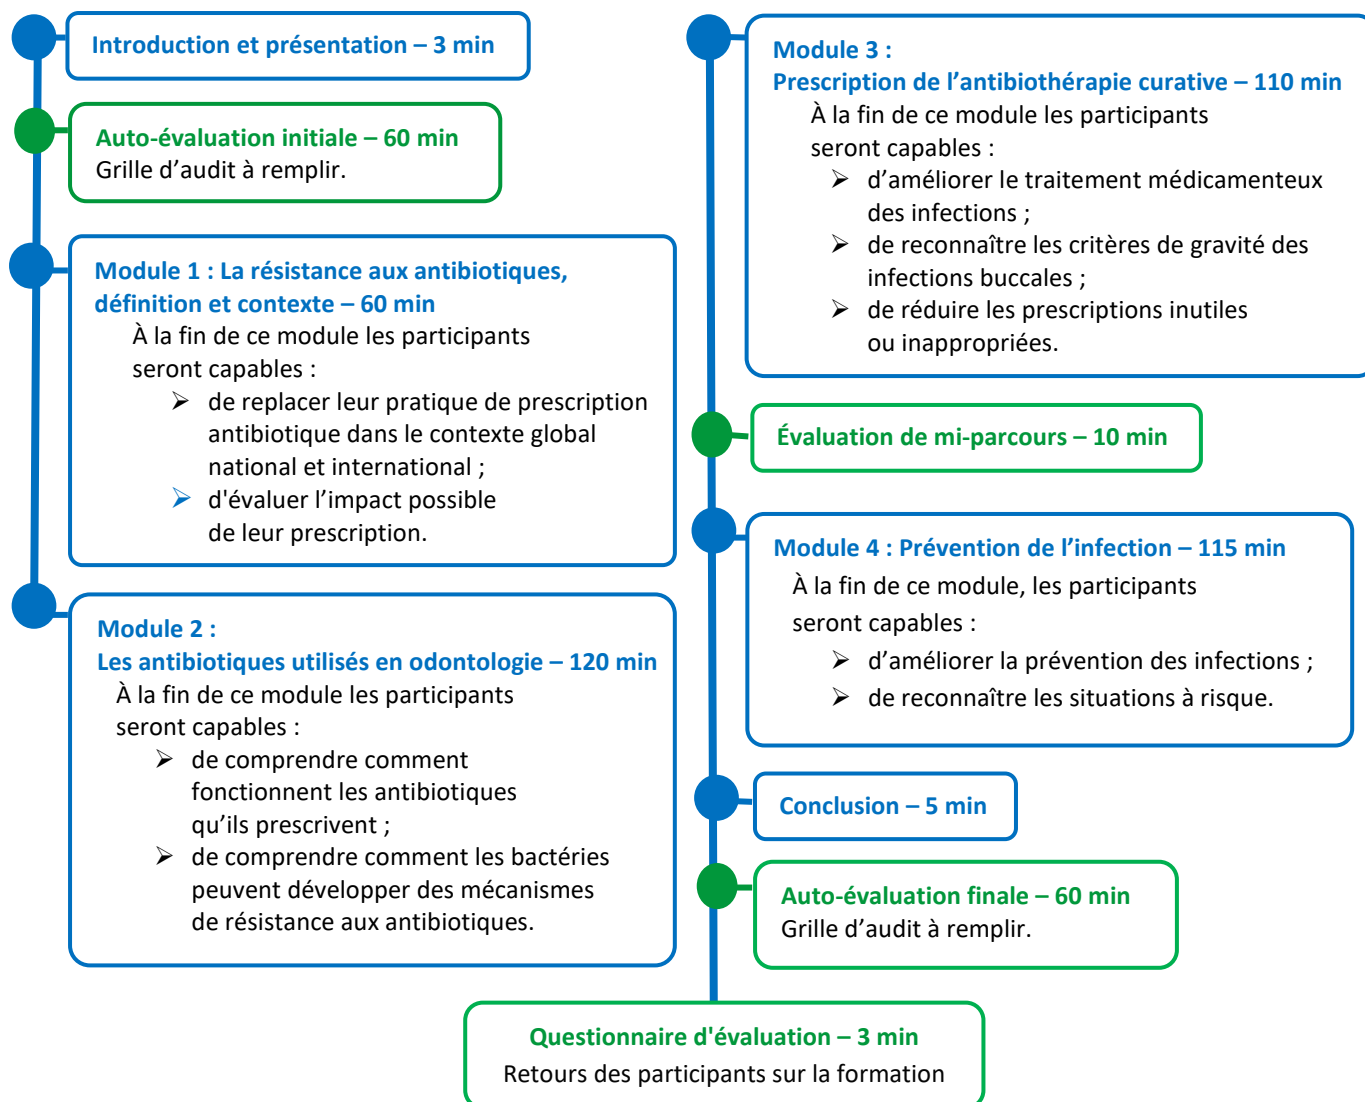 Introduction et présentation – 3 min
Auto-évaluation initiale – 60 min
Grille d’audit à remplir.
Module 1 : La résistance aux antibiotiques,
définition et contexte – 60 min
À la fin de ce module les participants
seront capables :
➢ de replacer leur pratique de prescription
antibiotique dans le contexte global
national et international ;
➢ d'évaluer l’impact possible
de leur prescription.
Module 2 :
Les antibiotiques utilisés en odontologie – 120 min
À la fin de ce module les participants
seront capables :
➢ de comprendre comment
fonctionnent les antibiotiques
qu’ils prescrivent ;
➢ de comprendre comment les bactéries
peuvent développer des mécanismes
de résistance aux antibiotiques.
Module 3 :
Prescription de l’antibiothérapie curative – 110 min
À la fin de ce module les participants
seront capables :
➢ d’améliorer le traitement médicamenteux
des infections ;
➢ de reconnaître les critères de gravité des
infections buccales ;
➢ de réduire les prescriptions inutiles
ou inappropriées.
Évaluation de mi-parcours – 10 min
Module 4 : Prévention de l’infection – 115 min
À la fin de ce module, les participants
seront capables :
➢ d’améliorer la prévention des infections ;
➢ de reconnaître les situations à risque.
Conclusion – 5 min
Auto-évaluation finale – 60 min
Grille d’audit à remplir.
Questionnaire d'évaluation – 3 min
Retours des participants sur la formation